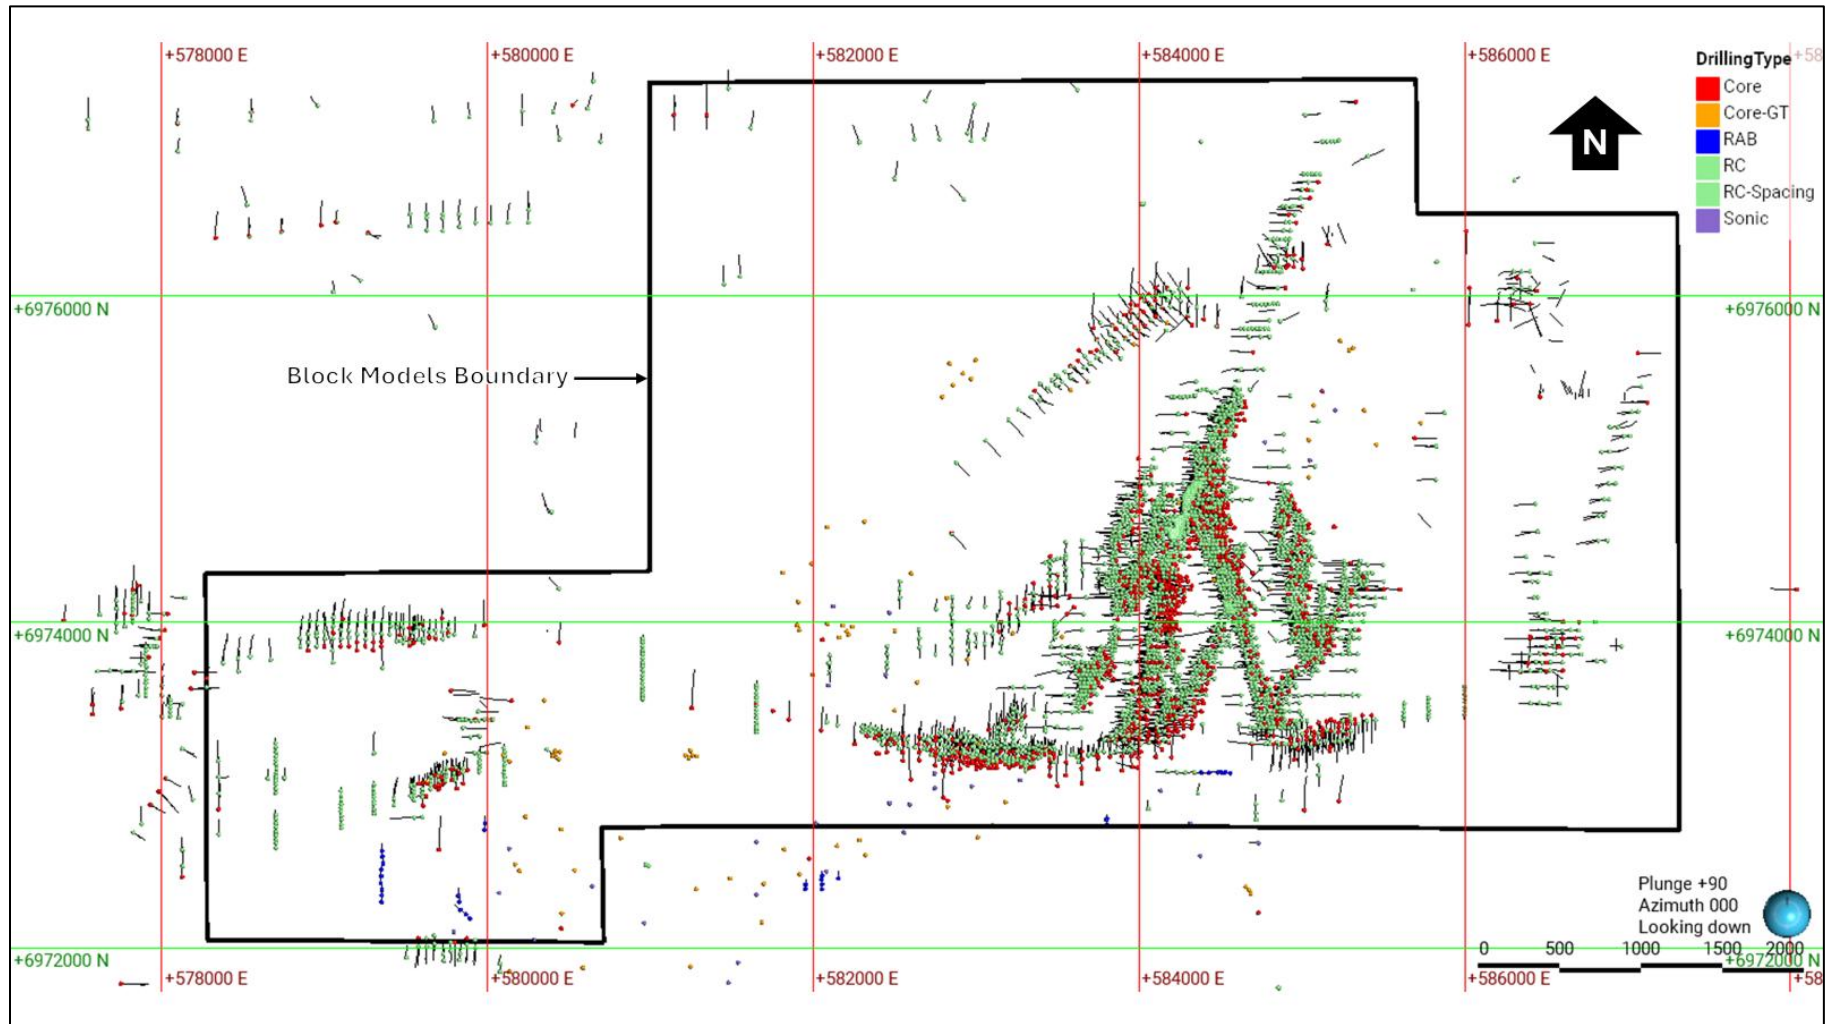 +578000 E
+580000 E
+582000 E
+584000 E
+586000 E
+58
DrillingType
Core
Core-GT
RAB
RC
RC-Spacing
Sonic
N
+6976000 N
+6976000 N
Block Models Boundary
+6974000 N
+6974000 N
Plunge +90
Azimuth 000
Looking down
0 500 1000 1500 2000
+6972000 N
+6972000 N
+578000 E
+580000 E
+582000 E
+584000 E
+586000 E
+58